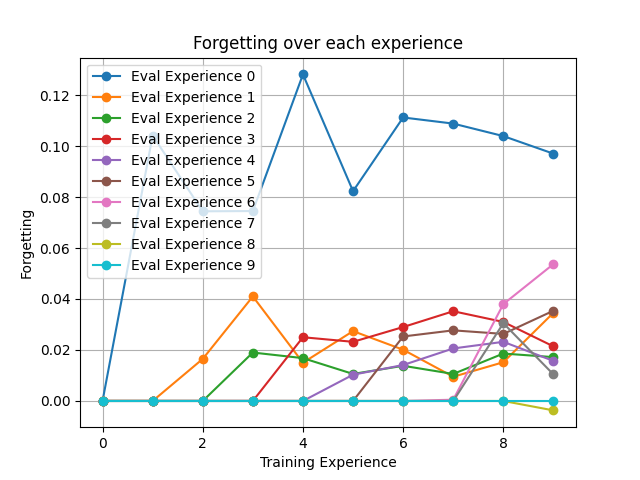 Forgetting over each experience
Eval Experience 0
Eval Experience 1
Eval Experience 2
Eval Experience 3
Eval Experience 4
Eval Experience 5
Eval Experience 6
Eval Experience 7
Eval Experience 8
Eval Experience 9
Forgetting
0.12
0.10
0.08
0.06
0.04
0.02
0.00
0 2 4 6 8
Training Experience